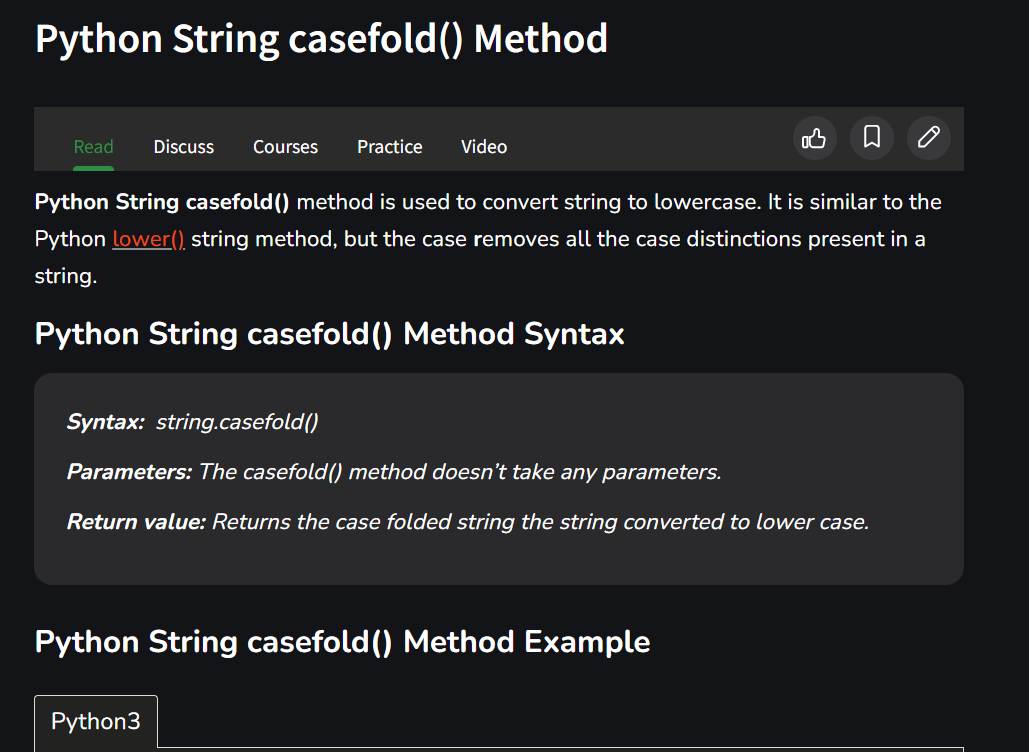 Python String casefold() Method
Read Discuss Courses Practice Video
Python String casefold() method is used to convert string to lowercase. It is similar to the
Python lower() string method, but the case removes all the case distinctions present in a
string.
Python String casefold() Method Syntax
Syntax: string.casefold()
Parameters: The casefold() method doesn’t take any parameters.
Return value: Returns the case folded string the string converted to lower case.
Python String casefold() Method Example
Python3